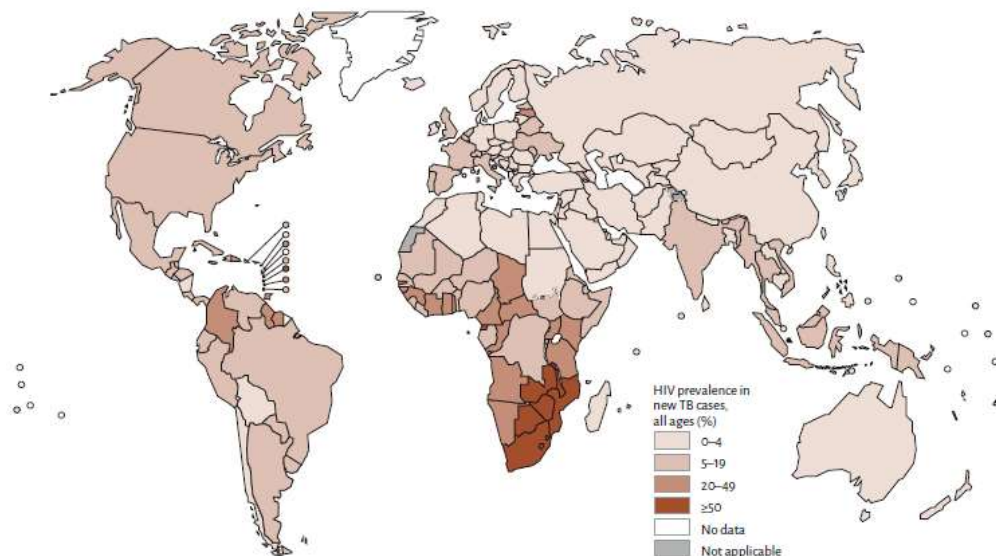 HIV prevalence in
new TB cases,
all ages (%)
0–4
5–19
20–49
≥50
No data
Not applicable